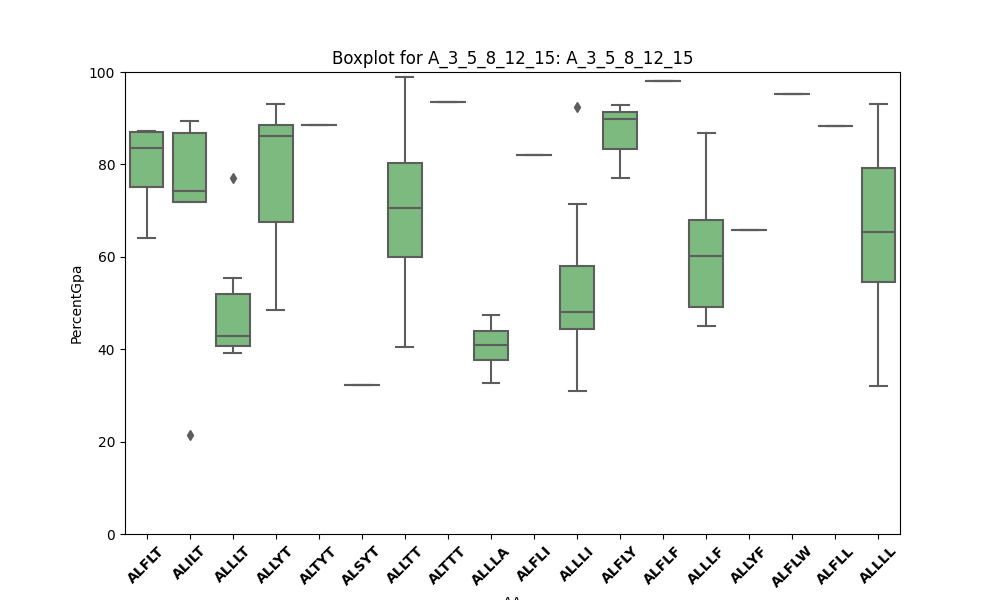 Boxplot for A_3_5_8_12_15: A_3_5_8_12_15
PercentGpa
100
80
60
40
20
0
ALFLT ALILT ALLLT ALLYT ALTYT ALSYT ALLTT ALTTT ALLLA ALFLI ALLLI ALFLY ALFLF ALLLF ALLYF ALFLW ALFLL ALLLL
AA